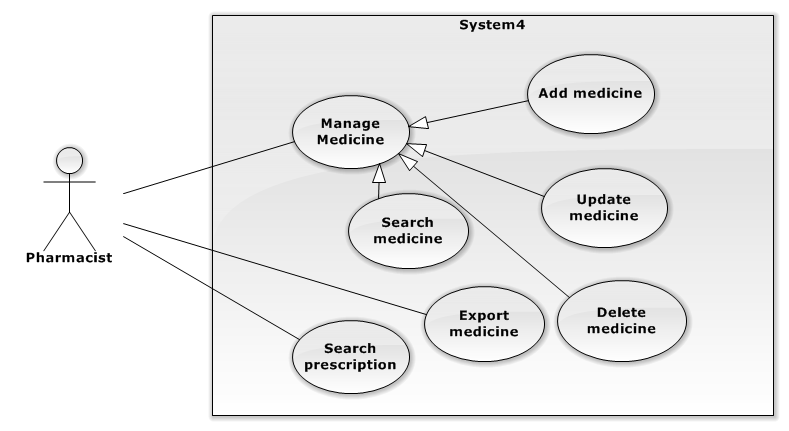 System4
Add medicine
Manage
Medicine
Update
medicine
Search
medicine
Pharmacist
Export
medicine
Delete
medicine
Search
prescription